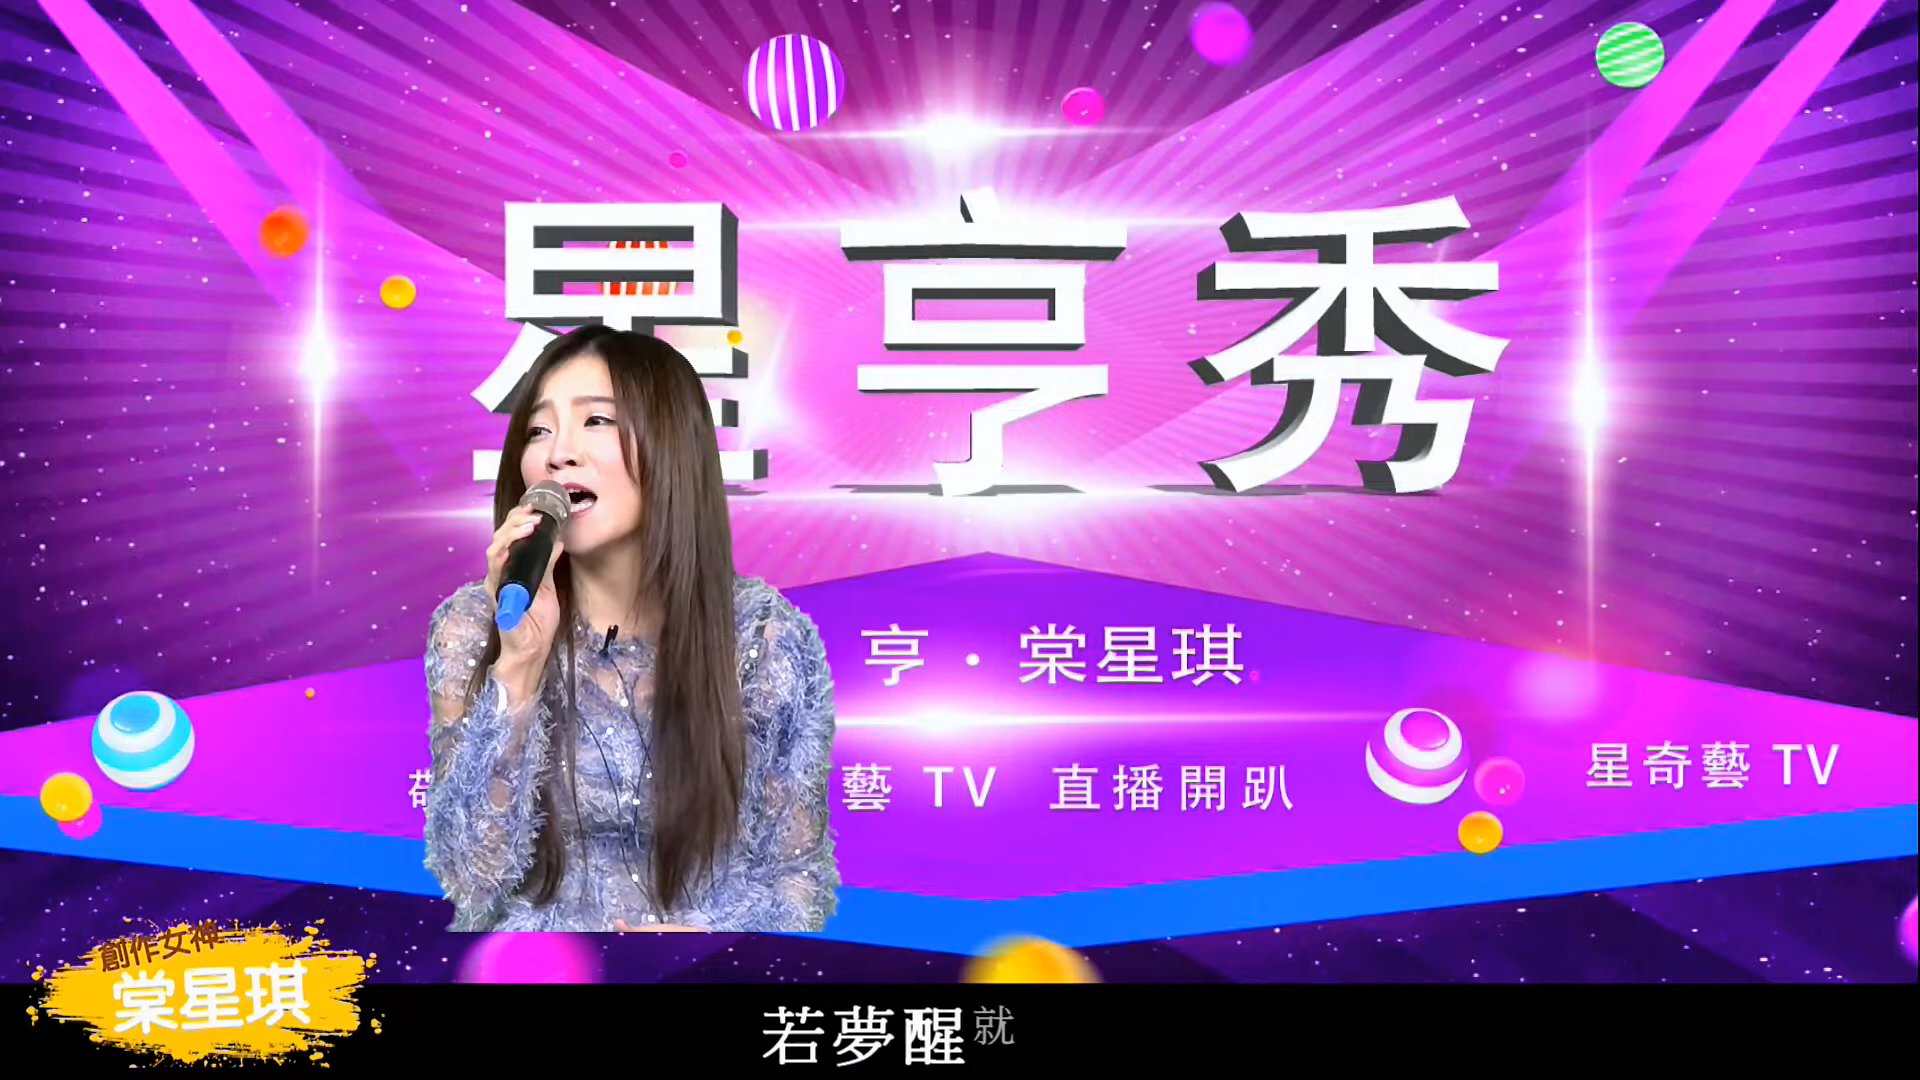 星亨秀
亨·棠星琪
藝 TV 直播開趴
星奇藝 TV
創作女神
棠星琪
若夢醒就